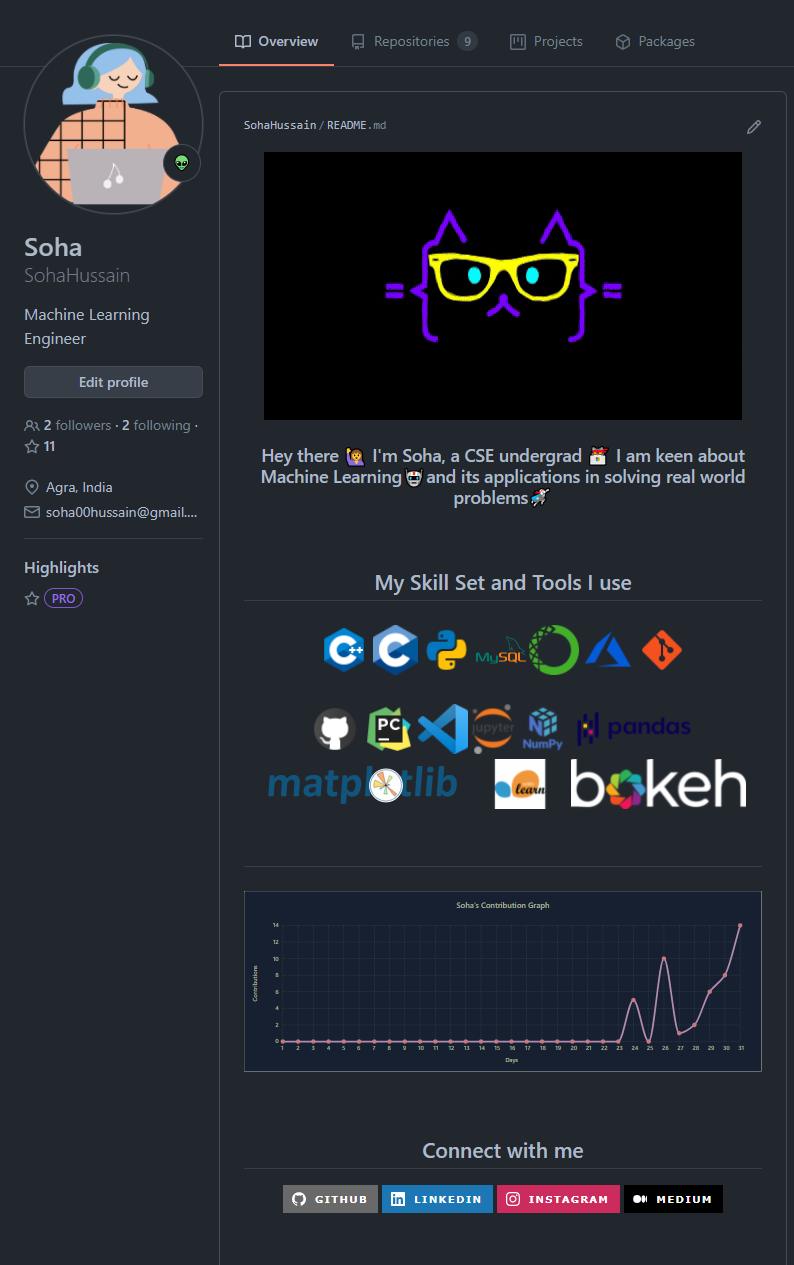 Overview Repositories 9 Projects Packages
SohaHussain/README.md
Soha
SohaHussain
Machine Learning
Engineer
Edit profile
2 followers · 2 following ·
11
Agra, India
soha00hussain@gmail....
Highlights
PRO
Hey there I'm Soha, a CSE undergrad I am keen about
Machine Learning and its applications in solving real world
problems
My Skill Set and Tools I use
C++ C MySQL
PC jupyter NumPy pandas
matplotlib learn bokeh
Soha's Contribution Graph
Contributions
14
12
10
8
6
4
2
0
1 2 3 4 5 6 7 8 9 10 11 12 13 14 15 16 17 18 19 20 21 22 23 24 25 26 27 28 29 30 31
Days
Connect with me
GITHUB LINKEDIN INSTAGRAM MEDIUM